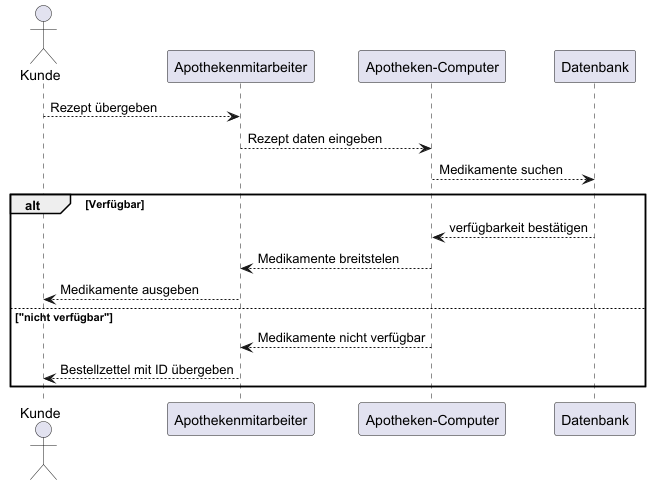 Kunde
Apothekenmitarbeiter
Apotheken-Computer
Datenbank
Rezept übergeben
Rezept daten eingeben
Medikamente suchen
alt
[Verfügbar]
verfügbarkeit bestätigen
Medikamente breitstelen
Medikamente ausgeben
["nicht verfügbar"]
Medikamente nicht verfügbar
Bestellzettel mit ID übergeben
Kunde
Apothekenmitarbeiter
Apotheken-Computer
Datenbank